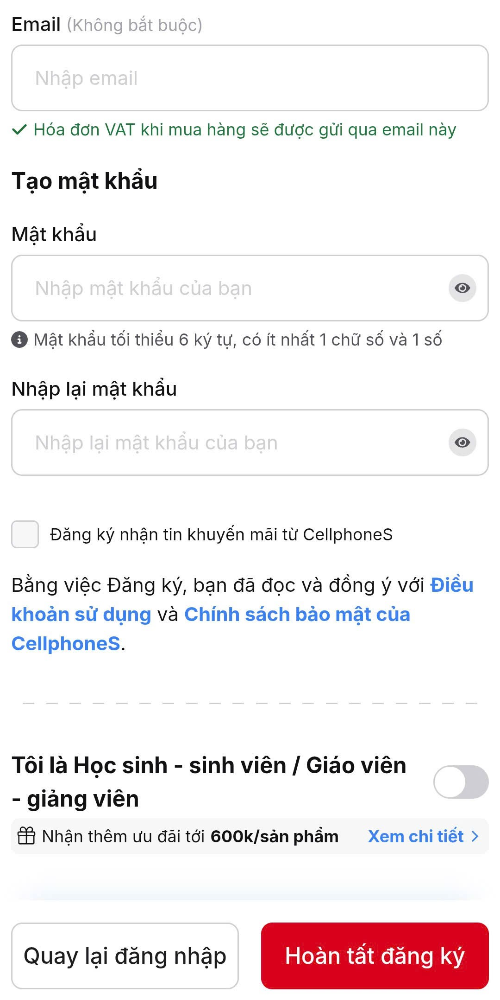 Email (Không bắt buộc)
Nhập email
Hóa đơn VAT khi mua hàng sẽ được gửi qua email này
Tạo mật khẩu
Mật khẩu
Nhập mật khẩu của bạn
Mật khẩu tối thiểu 6 ký tự, có ít nhất 1 chữ số và 1 số
Nhập lại mật khẩu
Nhập lại mật khẩu của bạn
Đăng ký nhận tin khuyến mãi từ CellphoneS
Bằng việc Đăng ký, bạn đã đọc và đồng ý với Điều
khoản sử dụng và Chính sách bảo mật của
CellphoneS.
Tôi là Học sinh - sinh viên / Giáo viên
- giảng viên
Nhận thêm ưu đãi tới 600k/sản phẩm Xem chi tiết
Quay lại đăng nhập Hoàn tất đăng ký